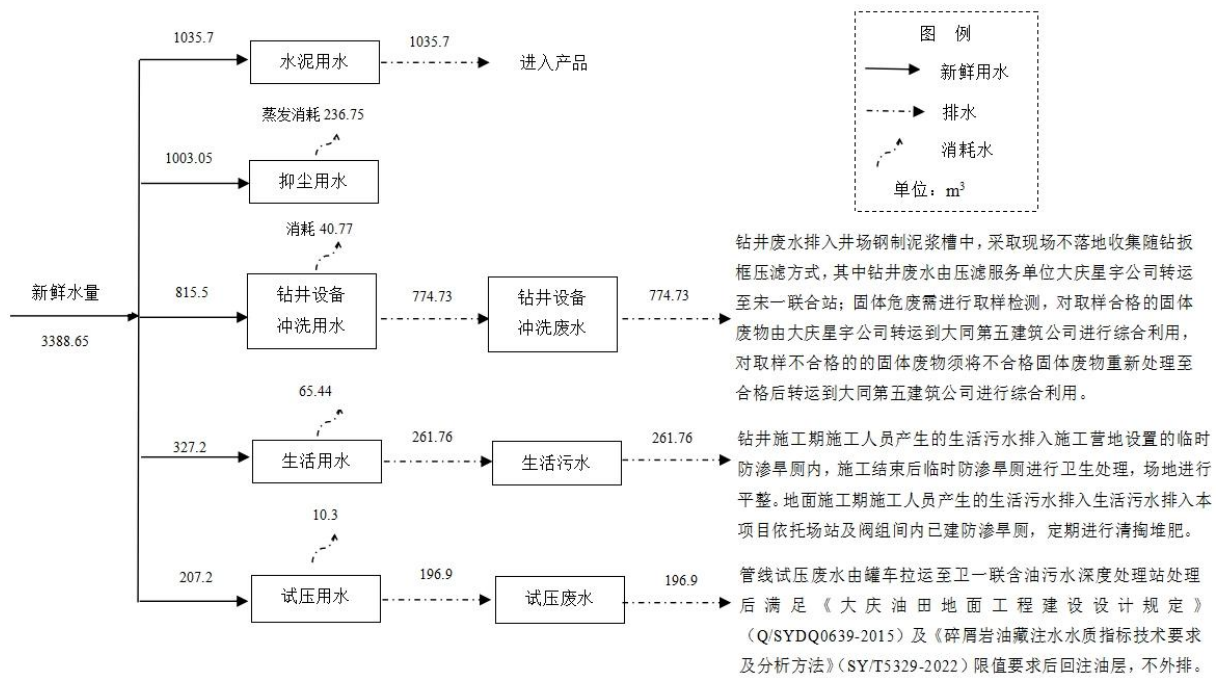 1035.7
水泥用水
1035.7
进入产品
图 例
新鲜用水
排水
消耗水
单位：m³
蒸发消耗 236.75
1003.05
抑尘用水
消耗 40.77
新鲜水量
3388.65
815.5
钻井设备
冲洗用水
774.73
钻井设备
冲洗废水
774.73
钻井废水排入井场钢制泥浆槽中，采取现场不落地收集随钻扳
框压滤方式，其中钻井废水由压滤服务单位大庆星宇公司转运
至宋一联合站；固体危废需进行取样检测，对取样合格的固体
废物由大庆星宇公司转运到大同第五建筑公司进行综合利用，
对取样不合格的的固体废物须将不合格固体废物重新处理至
合格后转运到大同第五建筑公司进行综合利用。
65.44
327.2
生活用水
261.76
生活污水
261.76
钻井施工期施工人员产生的生活污水排入施工营地设置的临时
防渗旱厕内，施工结束后临时防渗旱厕进行卫生处理，场地进行
平整。地面施工期施工人员产生的生活污水排入生活污水排入本
项目依托场站及阀组间内已建防渗旱厕，定期进行清掏堆肥。
10.3
207.2
试压用水
196.9
试压废水
196.9
管线试压废水由罐车拉运至卫一联含油污水深度处理站处理
后满足《大庆油田地面工程建设设计规定》
（Q/SYDQ0639-2015）及《碎屑岩油藏注水水质指标技术要求
及分析方法》（SY/T5329-2022）限值要求后回注油层，不外排。